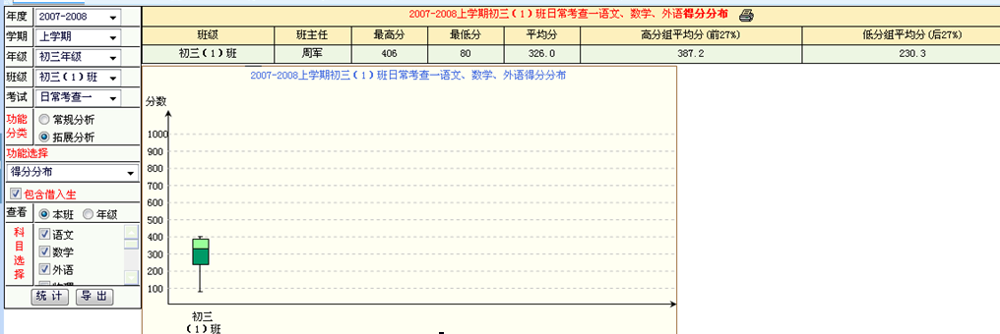 年度 2007-2008
学期 上学期
年级 初三年级
班级 初三(1)班
考试 日常考查一
功能分类 常规分析
拓展分析
功能选择
得分分布
包含借入生
查看 本班 年级
科目选择
语文
数学
外语
统 计 导 出
2007-2008上学期初三(1)班日常考查一语文、数学、外语得分分布
班级 班主任 最高分 最低分 平均分 高分组平均分(前27%) 低分组平均分(后27%)
初三(1)班 周军 406 80 326.0 387.2 230.3
2007-2008上学期初三(1)班日常考查一语文、数学、外语得分分布
分数
1000
900
800
700
600
500
400
300
200
100
初三
(1)班